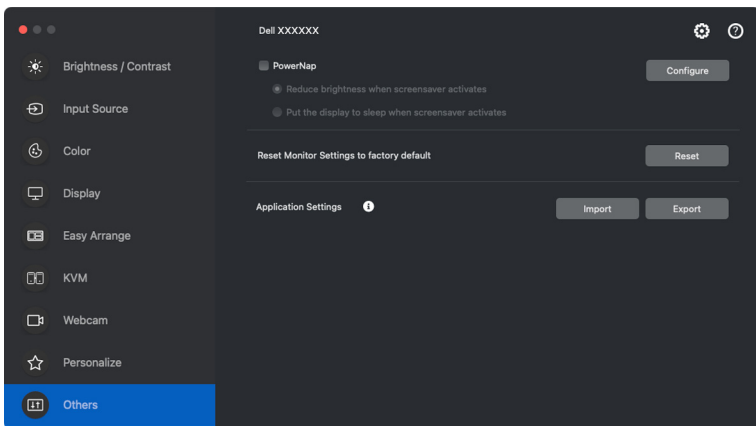 Dell XXXXXX
Brightness / Contrast
Input Source
Color
Display
Easy Arrange
KVM
Webcam
Personalize
Others
PowerNap
Configure
Reduce brightness when screensaver activates
Put the display to sleep when screensaver activates
Reset Monitor Settings to factory default
Reset
Application Settings
Import
Export